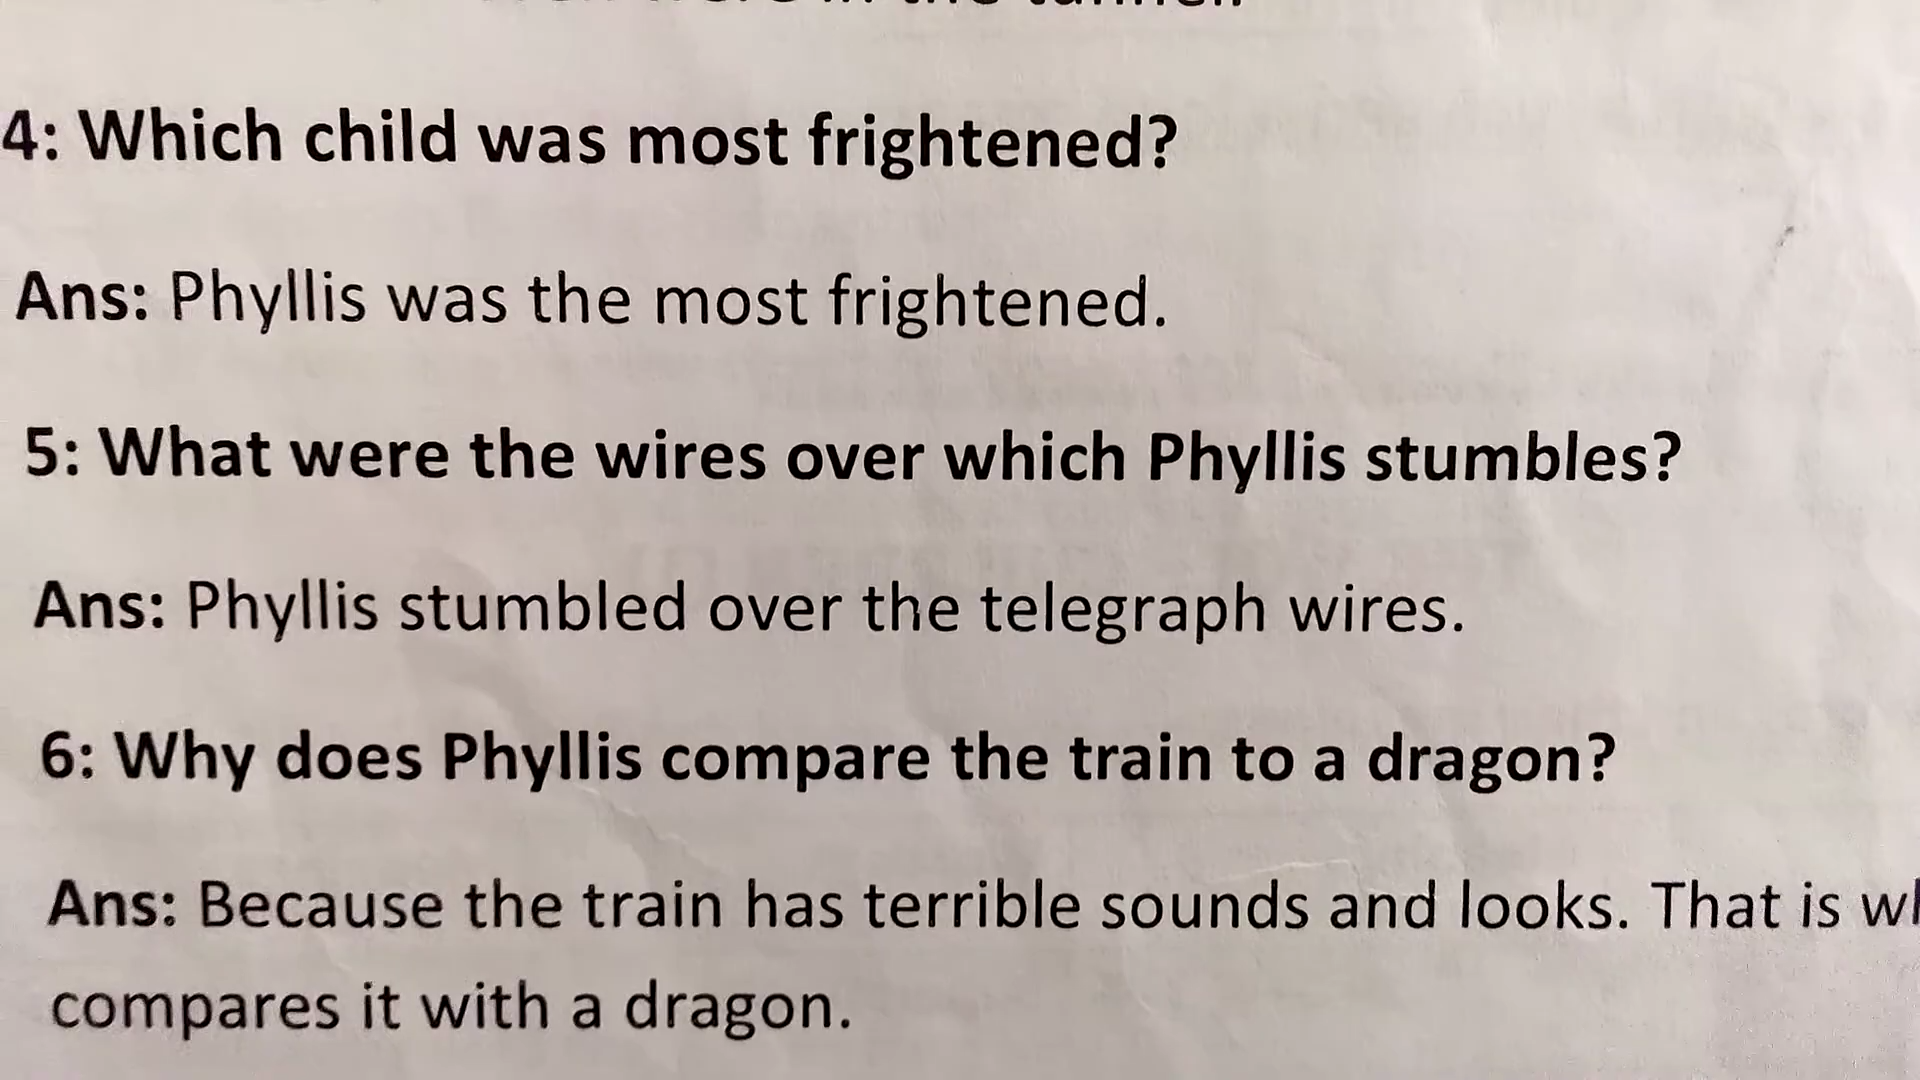 in the
4: Which child was most frightened?
Ans: Phyllis was the most frightened.
5: What were the wires over which Phyllis stumbles?
Ans: Phyllis stumbled over the telegraph wires.
6: Why does Phyllis compare the train to a dragon?
Ans: Because the train has terrible sounds and looks. That is
compares it with a dragon.